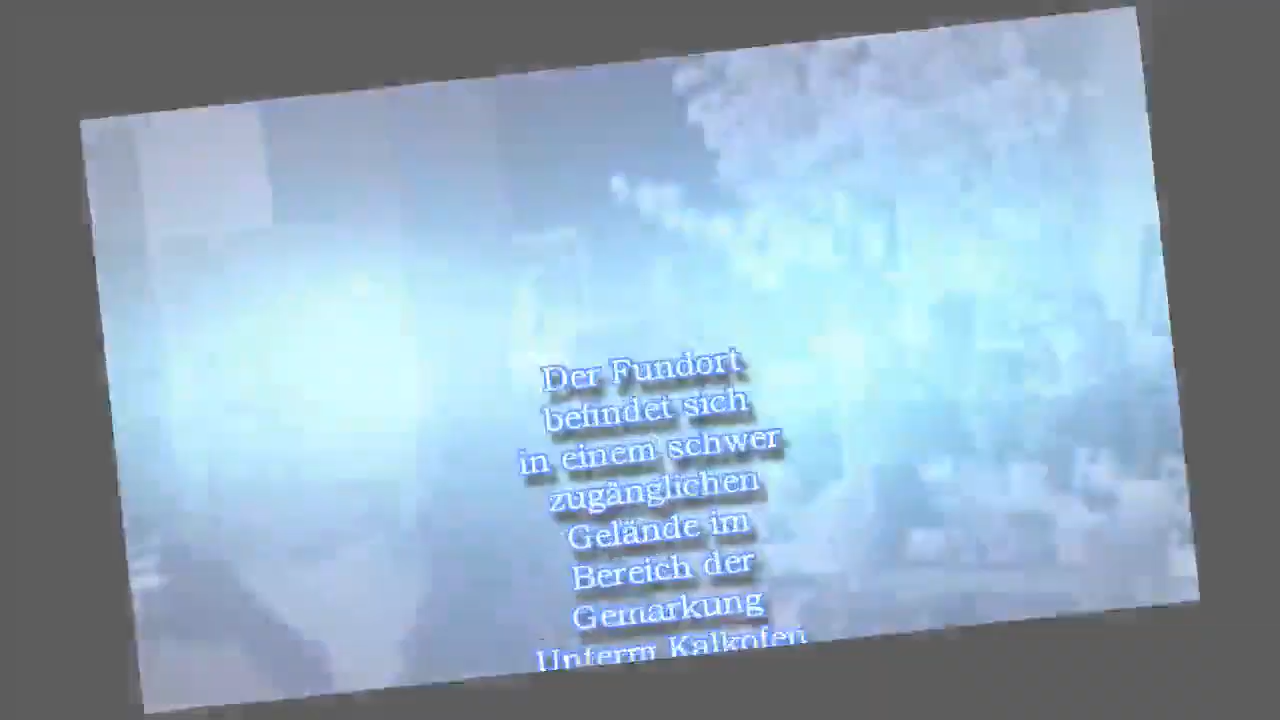 Der Fundort
befindet sich
in einem schwer
zugänglichen
Gelände im
Bereich der
Gemarkung
Unterm Kalkofen